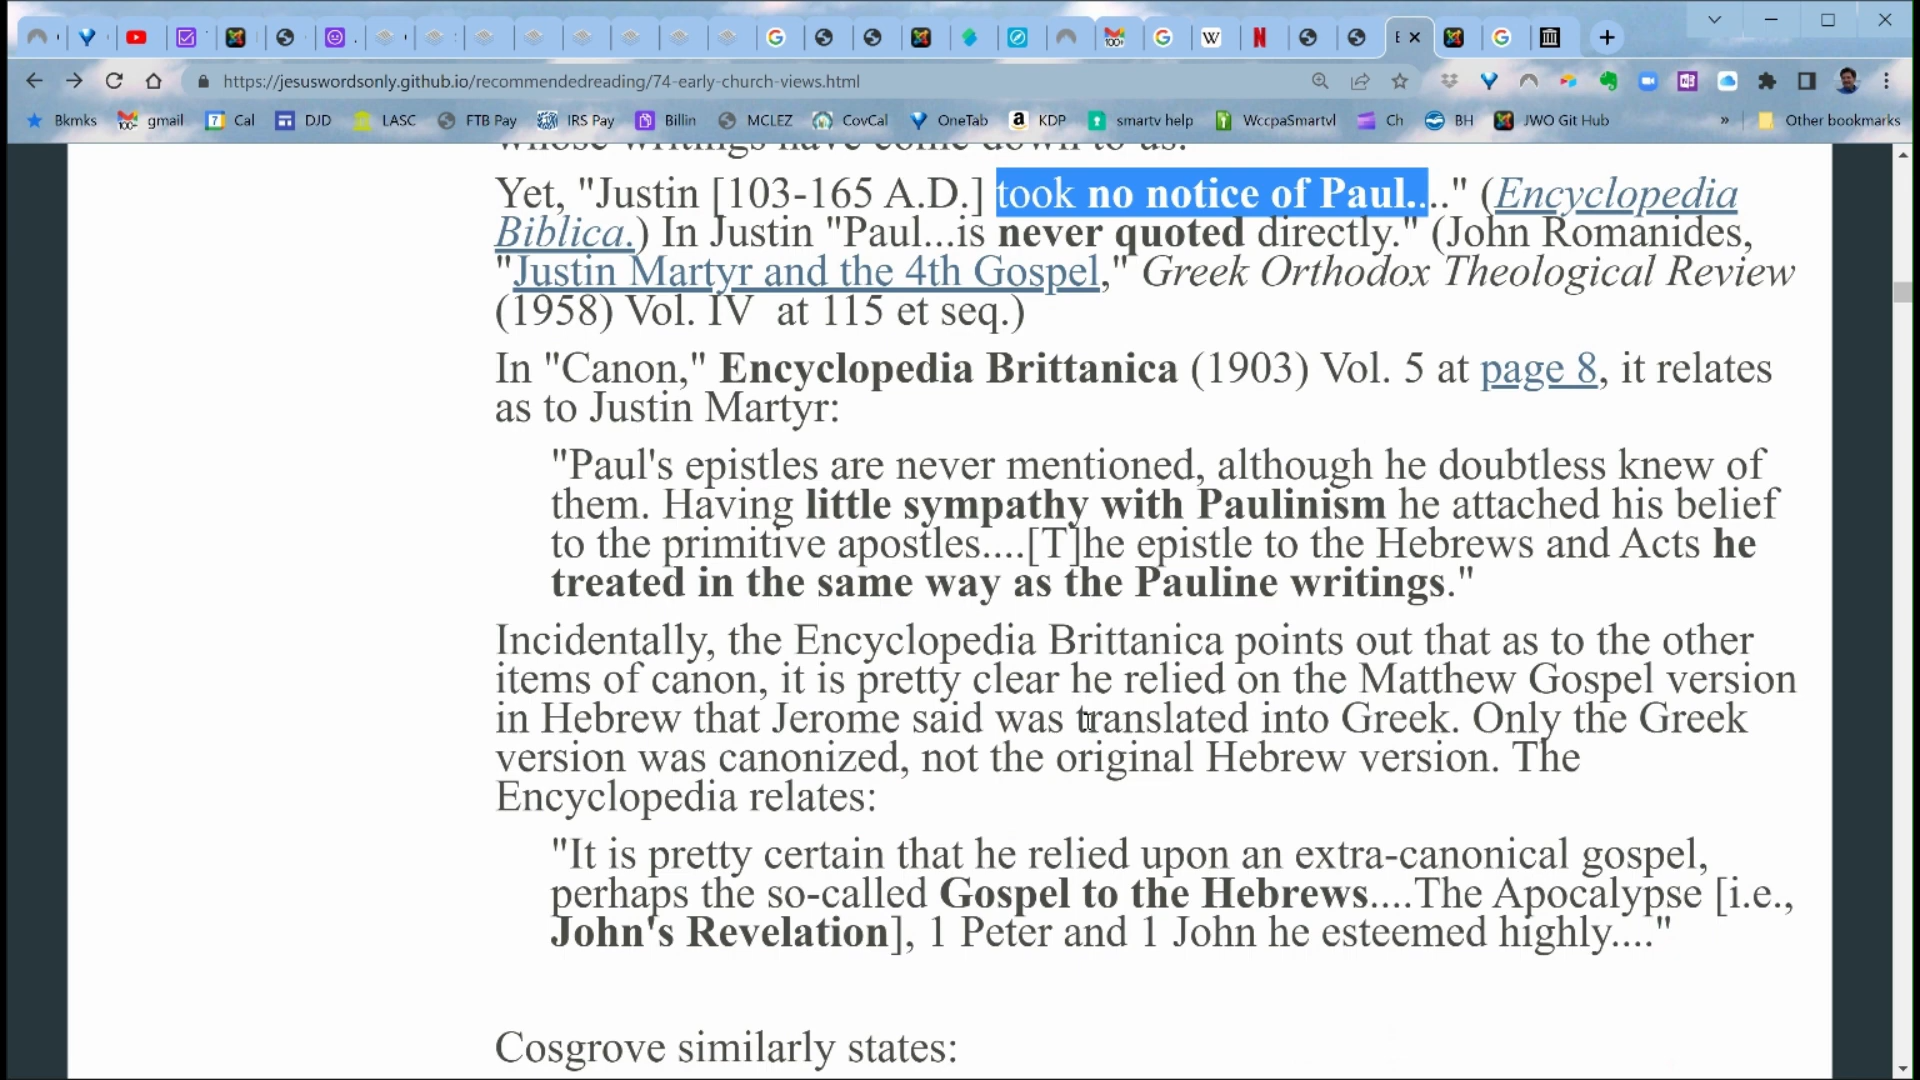 E
https://jesuswordsonly.github.io/recommendedreading/74-early-church-views.html
Bkmks gmail Cal DJD LASC FTB Pay IRS Pay Billin MCLEZ CovCal OneTab KDP smartv help WccpaSmartvl Ch BH JWO Git Hub » Other bookmarks
whose writings have come down to us.
Yet, "Justin [103-165 A.D.] took no notice of Paul...." (Encyclopedia
Biblica.) In Justin "Paul...is never quoted directly." (John Romanides,
"Justin Martyr and the 4th Gospel," Greek Orthodox Theological Review
(1958) Vol. IV at 115 et seq.)
In "Canon," Encyclopedia Brittanica (1903) Vol. 5 at page 8, it relates
as to Justin Martyr:
"Paul's epistles are never mentioned, although he doubtless knew of
them. Having little sympathy with Paulinism he attached his belief
to the primitive apostles....[T]he epistle to the Hebrews and Acts he
treated in the same way as the Pauline writings."
Incidentally, the Encyclopedia Brittanica points out that as to the other
items of canon, it is pretty clear he relied on the Matthew Gospel version
in Hebrew that Jerome said was translated into Greek. Only the Greek
version was canonized, not the original Hebrew version. The
Encyclopedia relates:
"It is pretty certain that he relied upon an extra-canonical gospel,
perhaps the so-called Gospel to the Hebrews....The Apocalypse [i.e.,
John's Revelation], 1 Peter and 1 John he esteemed highly...."
Cosgrove similarly states: